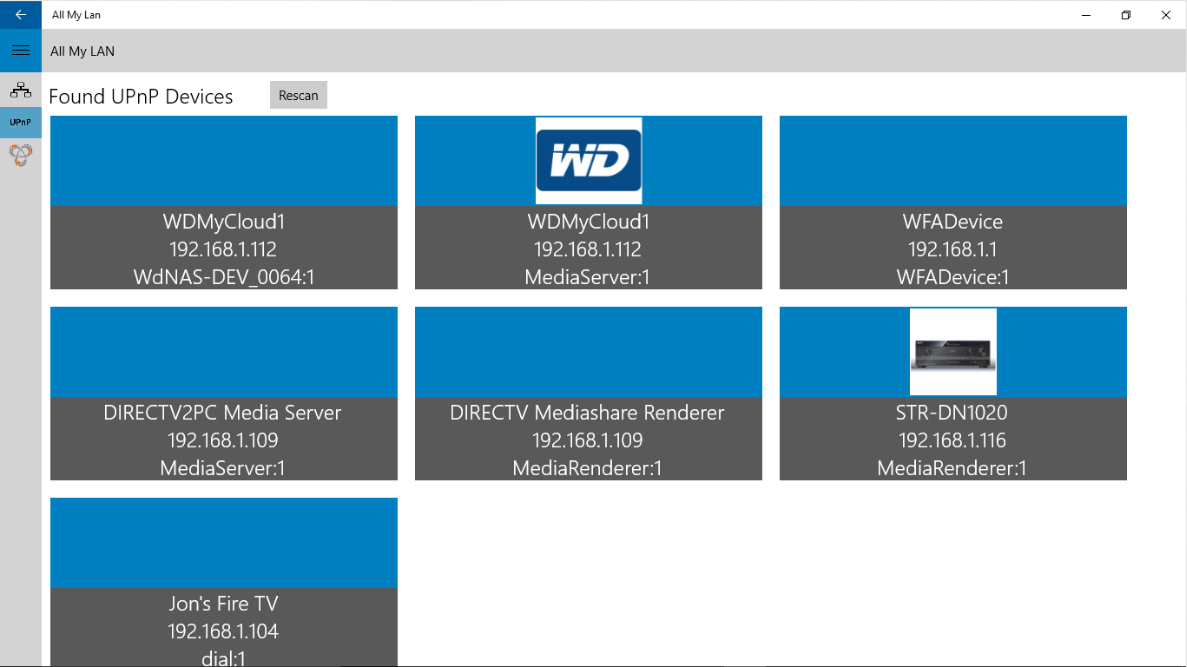 All My Lan
All My LAN
Found UPnP Devices
Rescan
UPnP
WDMyCloud1
192.168.1.112
WdNAS-DEV_0064:1
WD
WDMyCloud1
192.168.1.112
MediaServer:1
WFADevice
192.168.1.1
WFADevice:1
DIRECTV2PC Media Server
192.168.1.109
MediaServer:1
DIRECTV Mediashare Renderer
192.168.1.109
MediaRenderer:1
STR-DN1020
192.168.1.116
MediaRenderer:1
Jon's Fire TV
192.168.1.104
dial:1